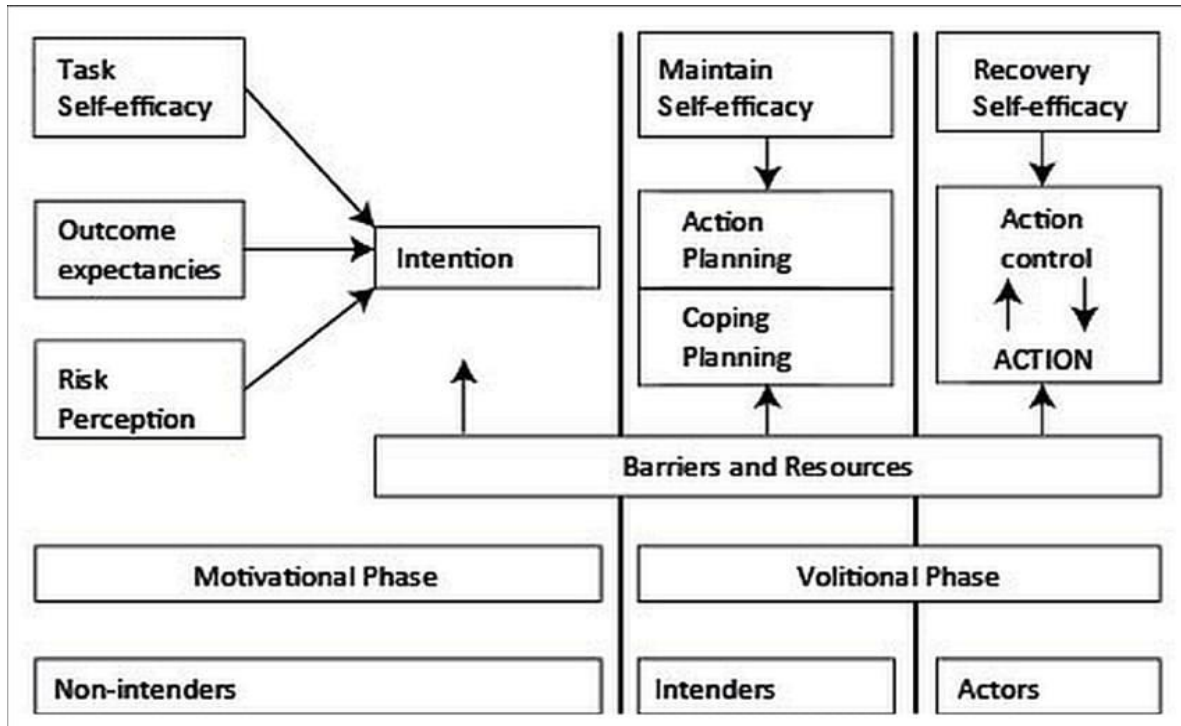 Task
Self-efficacy
Outcome
expectancies
Risk
Perception
Intention
Maintain
Self-efficacy
Action
Planning
Coping
Planning
Recovery
Self-efficacy
Action
control
ACTION
Barriers and Resources
Motivational Phase
Volitional Phase
Non-intenders
Intenders
Actors